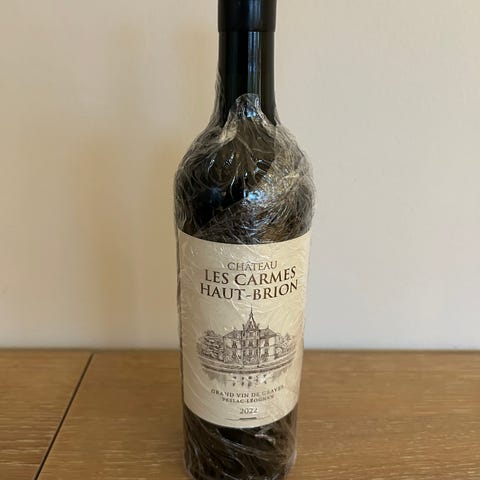 CHÂTEAU
LES CARMES
HAUT-BRION
GRAND VIN DE GRAVES
PESSAC-LÉOGNAN
2022